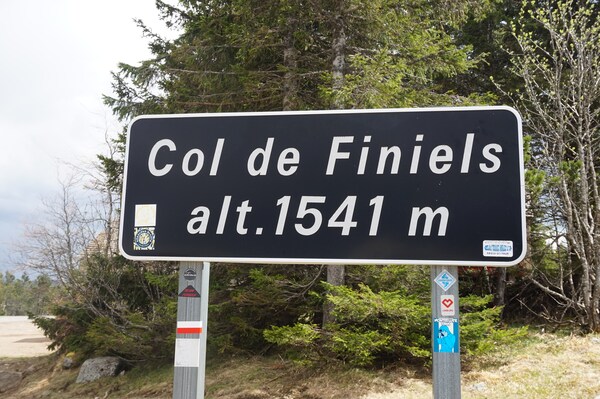 Col de Finiels
alt.1541 m